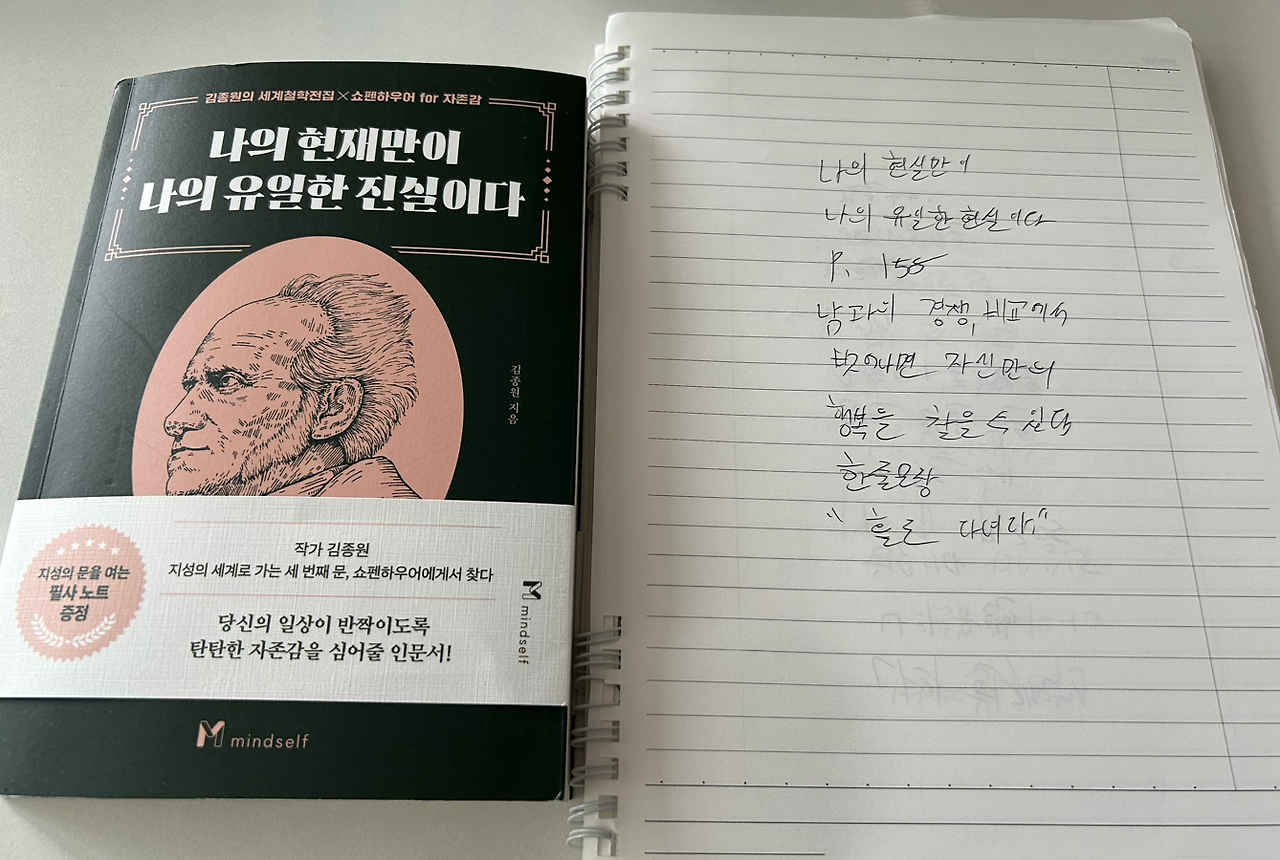 김종원의 세계철학전집×쇼펜하우어 for 자존감
나의 현재만이
나의 유일한 진실이다
김종원 지음
지성의 문을 여는
필사 노트
증정
작가 김종원
지성의 세계로 가는 세 번째 문, 쇼펜하우어에게서 찾다
당신의 일상이 반짝이도록
탄탄한 자존감을 심어줄 인문서!
mindself
mindself
나의 현실만이
나의 유일한 현실이다
P. 158
남과의 경쟁, 비교에서
벗어나면 자신만의
행복을 찾을 수 있다
한줄모랑
"홀로 다녀라."